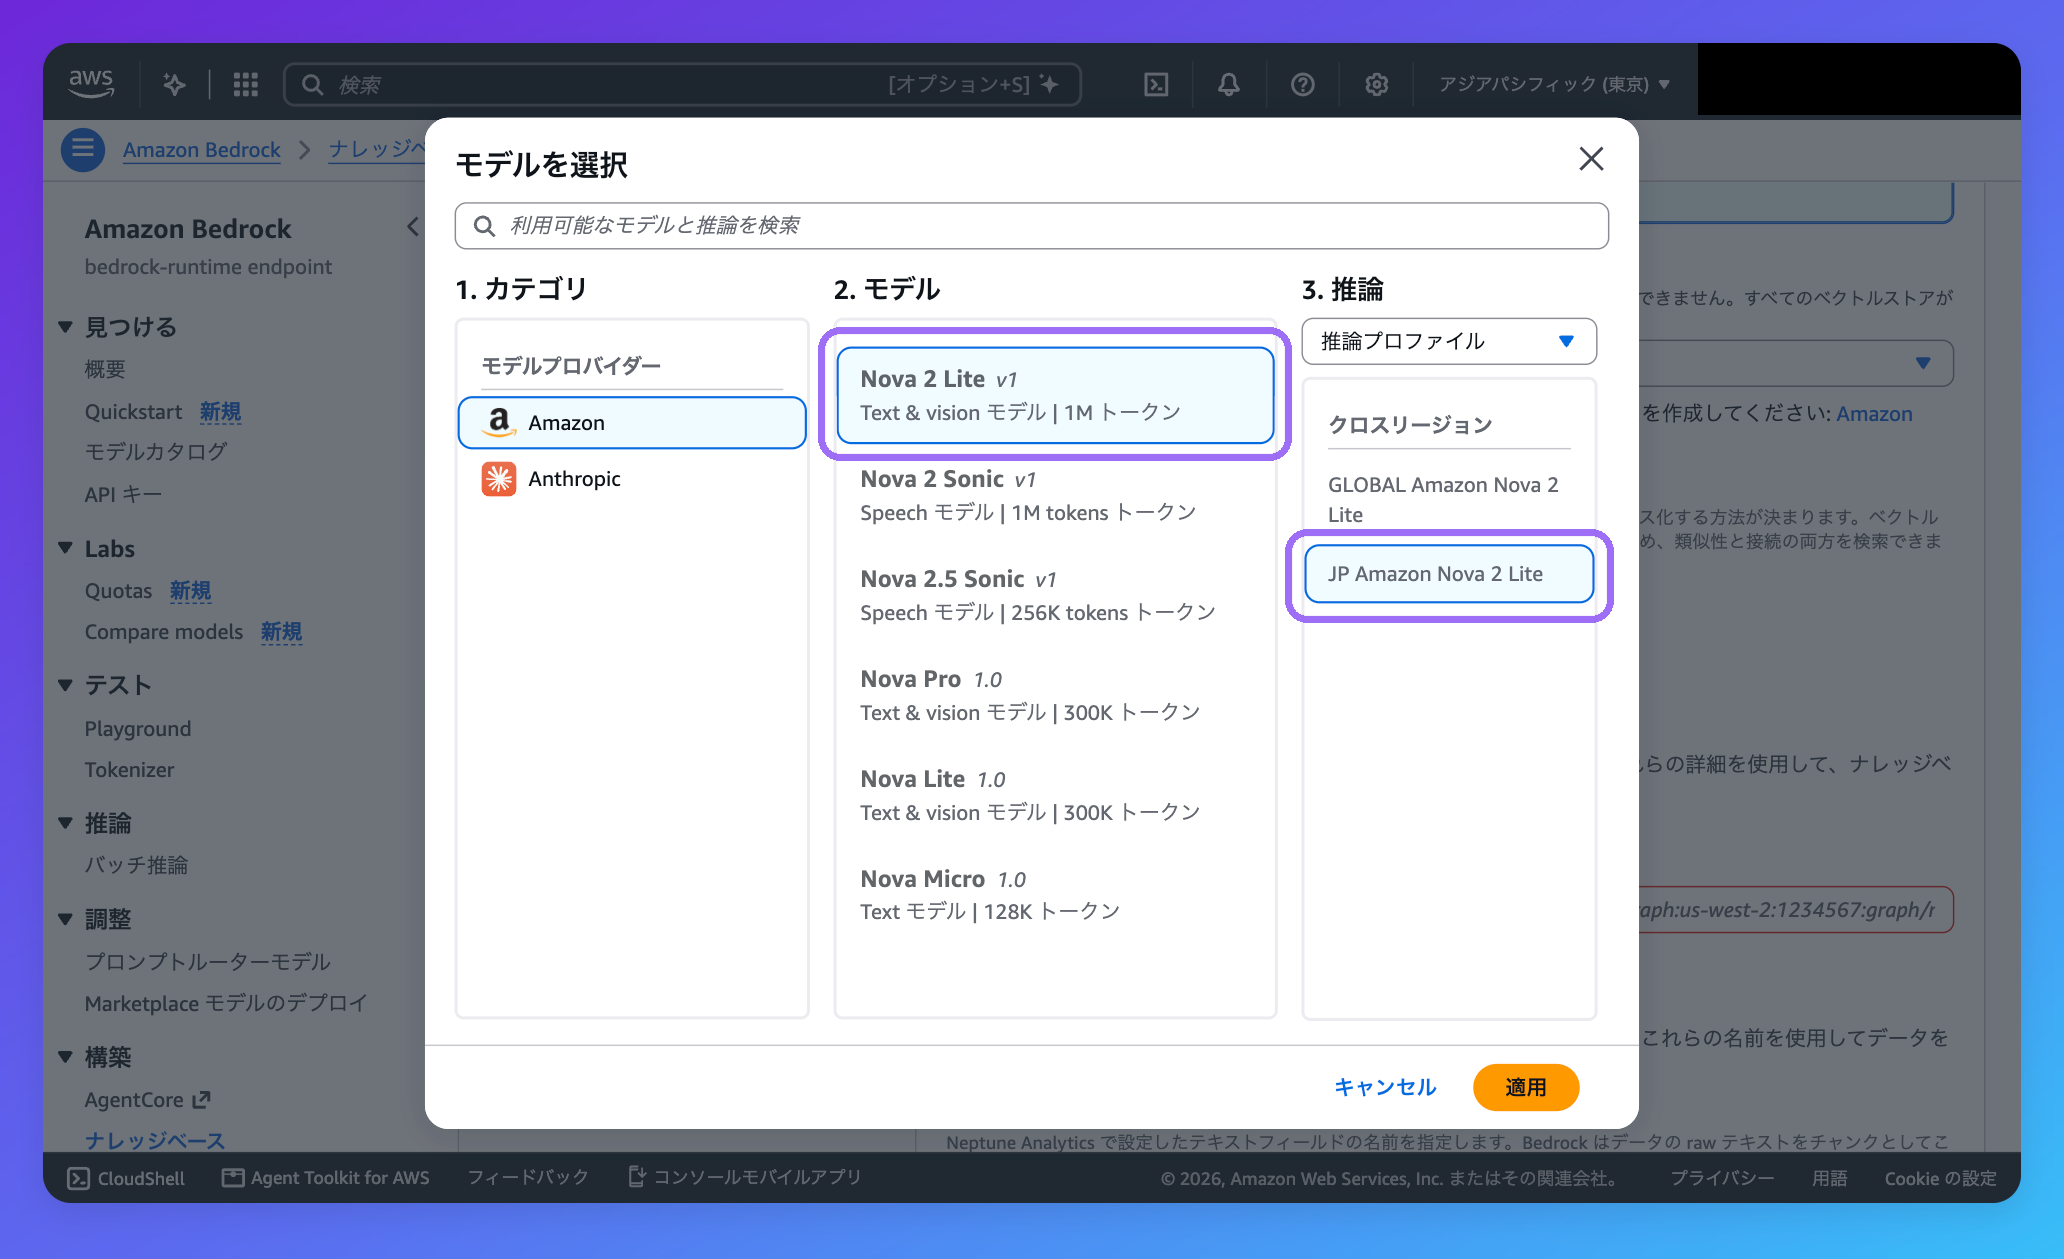 aws
検索
[オプション+S]
アジアパシフィック (東京) ▼
Amazon Bedrock
ナレッジベ
Amazon Bedrock
bedrock-runtime endpoint
見つける
概要
Quickstart 新規
モデルカタログ
API キー
Labs
Quotas 新規
Compare models 新規
テスト
Playground
Tokenizer
推論
バッチ推論
調整
プロンプトルーターモデル
Marketplace モデルのデプロイ
構築
AgentCore
ナレッジベース
モデルを選択
利用可能なモデルと推論を検索
1. カテゴリ
モデルプロバイダー
Amazon
Anthropic
2. モデル
Nova 2 Lite v1
Text & vision モデル | 1M トークン
Nova 2 Sonic v1
Speech モデル | 1M tokens トークン
Nova 2.5 Sonic v1
Speech モデル | 256K tokens トークン
Nova Pro 1.0
Text & vision モデル | 300K トークン
Nova Lite 1.0
Text & vision モデル | 300K トークン
Nova Micro 1.0
Text モデル | 128K トークン
3. 推論
推論プロファイル
クロスリージョン
GLOBAL Amazon Nova 2
Lite
JP Amazon Nova 2 Lite
キャンセル
適用
できません。すべてのベクトルストアが
を作成してください: Amazon
ス化する方法が決まります。ベクトル
め、類似性と接続の両方を検索できま
らの詳細を使用して、ナレッジベ
aph:us-west-2:1234567:graph/r
これらの名前を使用してデータを
Neptune Analytics で設定したテキストフィールドの名前を指定します。Bedrock はデータの raw テキストをチャンクとしてこ
CloudShell
Agent Toolkit for AWS
フィードバック
コンソールモバイルアプリ
© 2026, Amazon Web Services, Inc. またはその関連会社。
プライバシー
用語
Cookie の設定